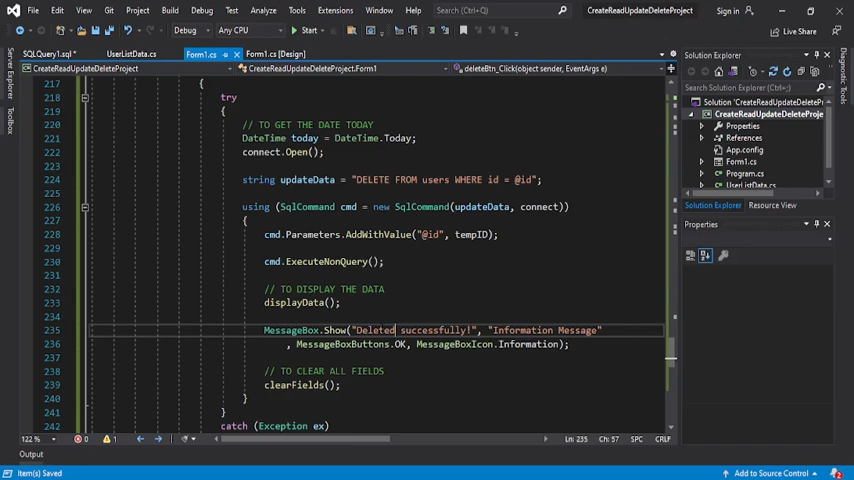 File Edit View Git Project Build Debug Test Analyze Tools Extensions Window Help Search (Ctrl+Q) CreateReadUpdateDeleteProject Sign in
Debug Any CPU Start Live Share
SQLQuery1.sql* UserListData.cs Form1.cs Form1.cs [Design]
CreateReadUpdateDeleteProject CreateReadUpdateDeleteProject.Form1 deleteBtn_Click(object sender, EventArgs e)
Server Explorer
Toolbox
217 {
218 try
219 {
220 // TO GET THE DATE TODAY
221 DateTime today = DateTime.Today;
222 connect.Open();
223
224 string updateData = "DELETE FROM users WHERE id = @id";
225
226 using (SqlCommand cmd = new SqlCommand(updateData, connect))
227 {
228 cmd.Parameters.AddWithValue("@id", tempID);
229
230 cmd.ExecuteNonQuery();
231
232 // TO DISPLAY THE DATA
233 displayData();
234
235 MessageBox.Show("Deleted successfully!", "Information Message"
236 , MessageBoxButtons.OK, MessageBoxIcon.Information);
237
238 // TO CLEAR ALL FIELDS
239 clearFields();
240 }
241 }
242 catch (Exception ex)
122 % 0 1 Ln: 235 Ch: 57 SPC CRLF
Output
Item(s) Saved
Add to Source Control
Solution Explorer
Search Solution Explorer (Ctrl+;)
Solution 'CreateReadUpdateDeletePr
CreateReadUpdateDeleteProje
Properties
References
App.config
Form1.cs
Program.cs
UserListData.cs
Solution Explorer Resource View
Properties
Diagnostic Tools